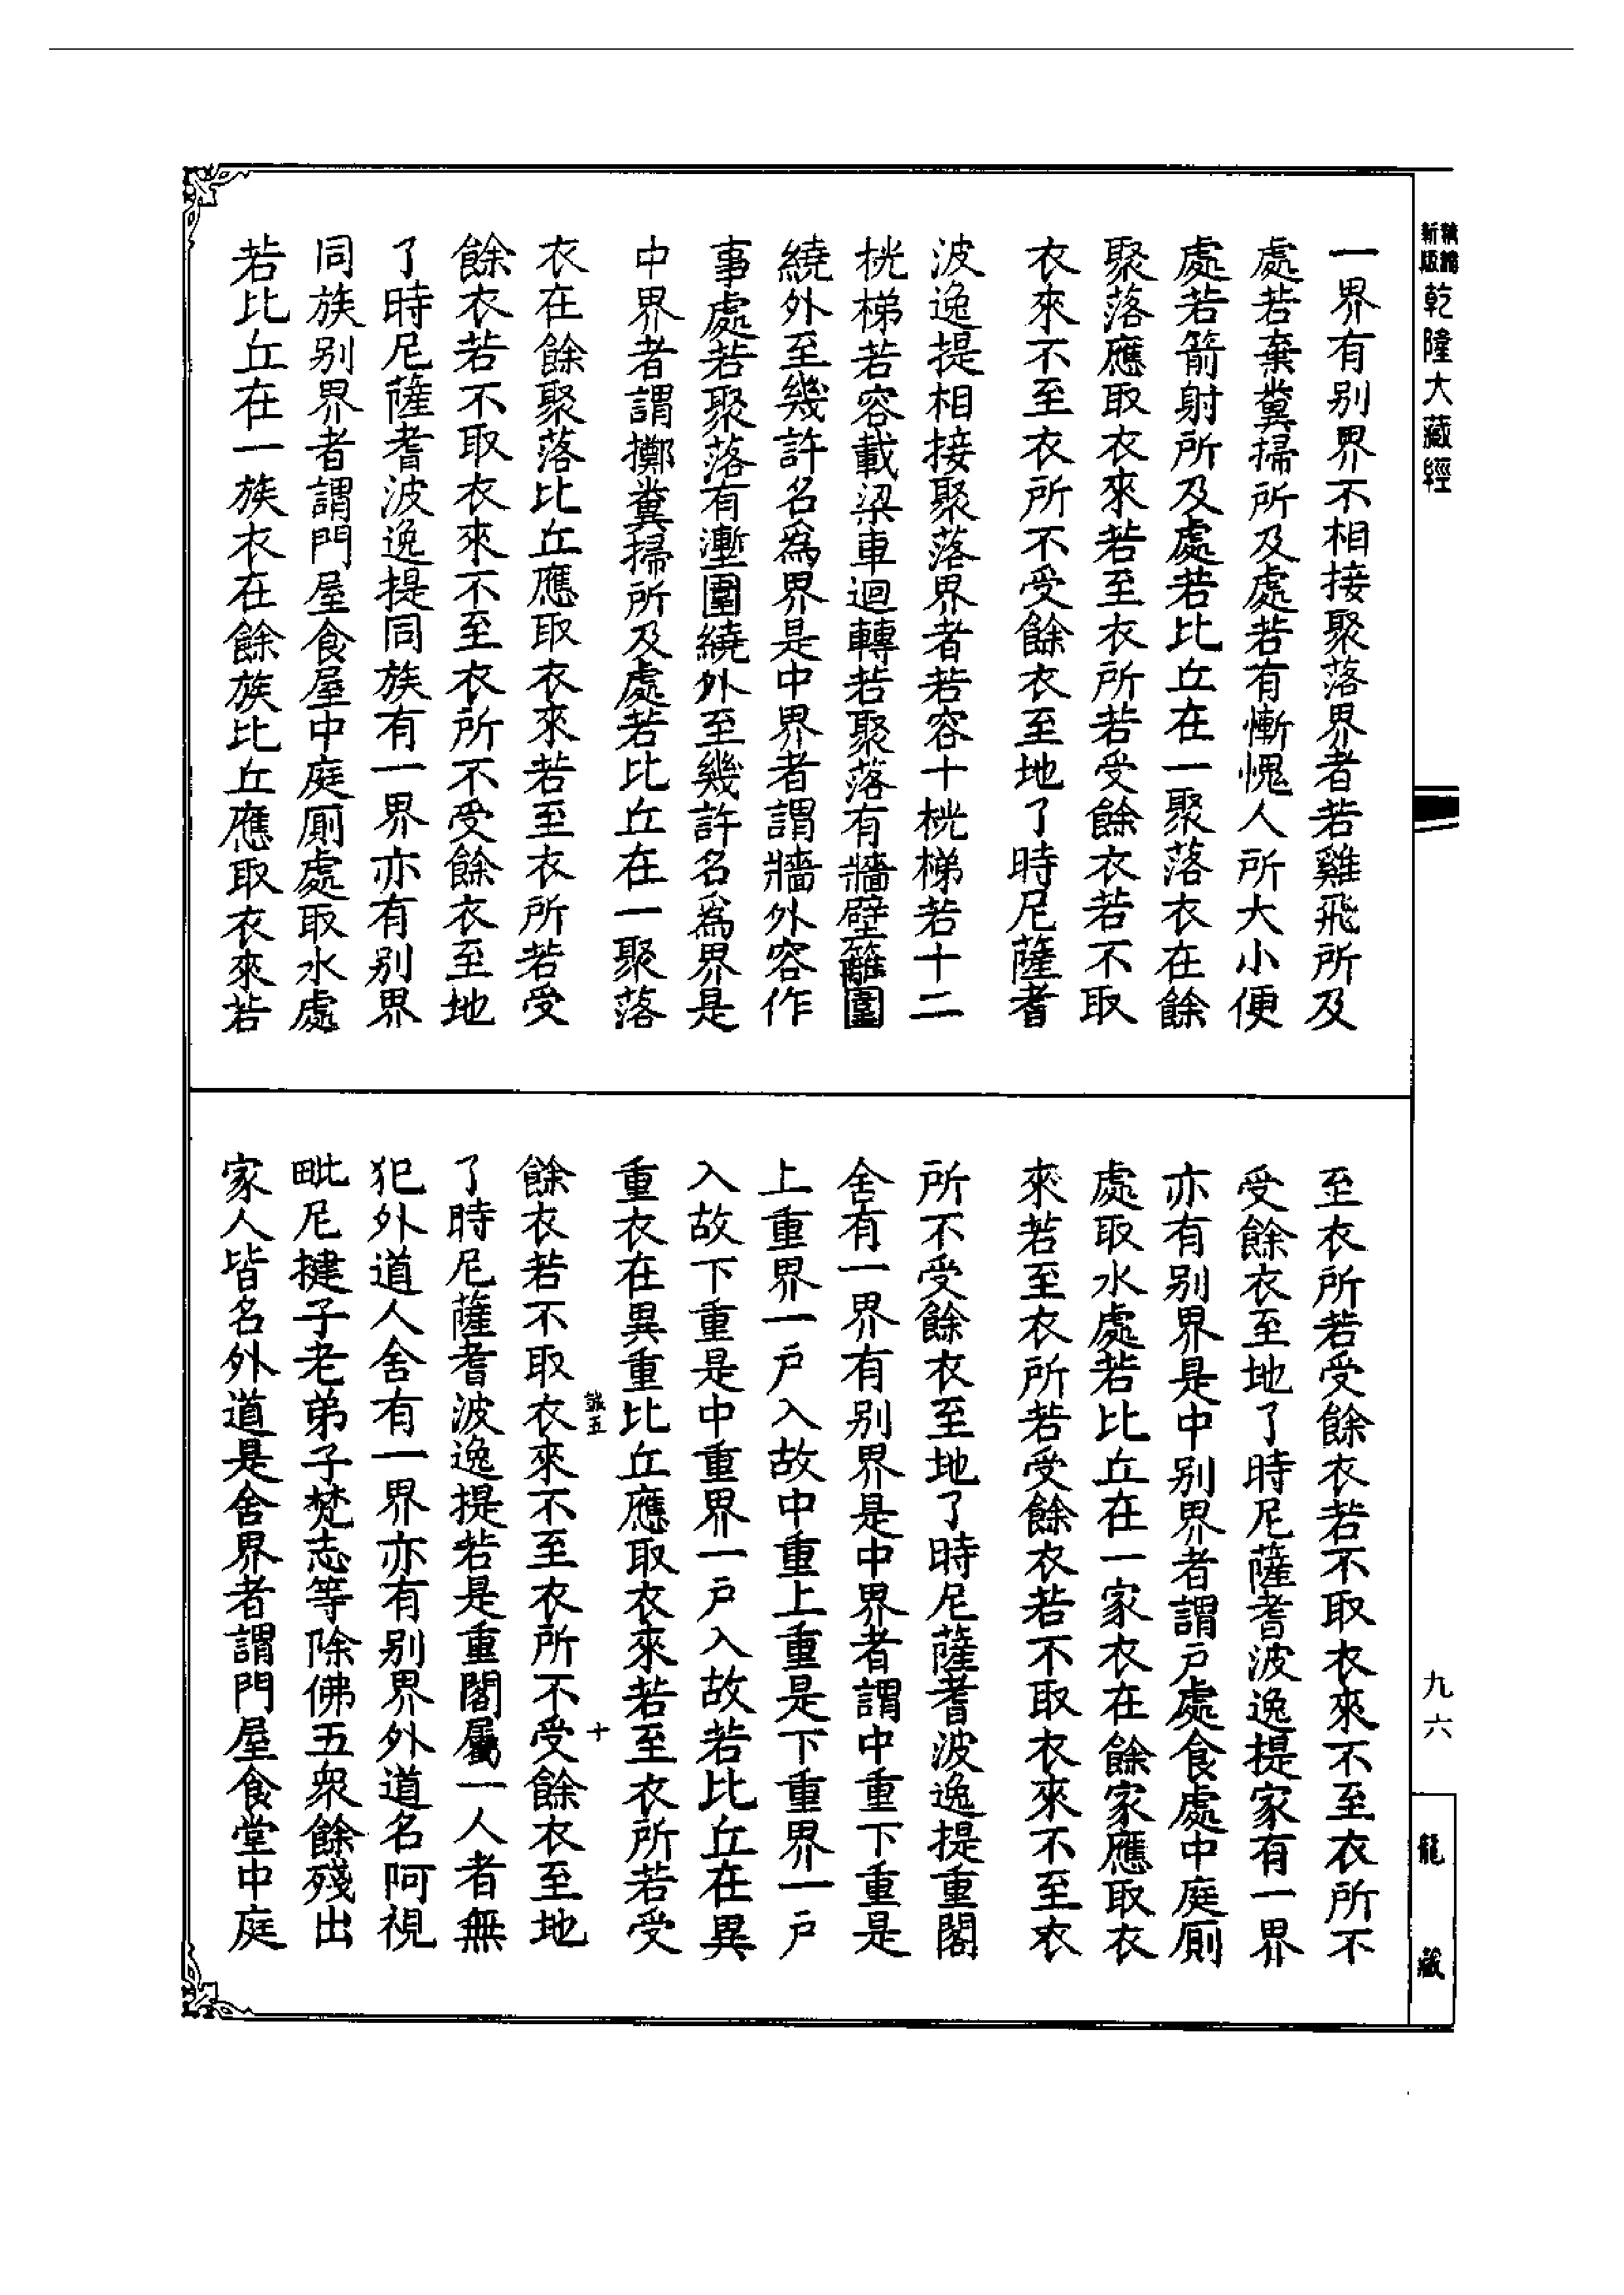 新版
乾隆大藏經
一界有別界不相接聚落界者若雞飛所及
處若棄糞掃所及處若有慚愧人所大小便
處若箭射所及處若比丘在一聚落衣在餘
聚落應取衣來若至衣所若受餘衣若不取
衣來不至衣所不受餘衣至地了時尼薩耆
波逸提相接聚落界者若容十桄梯若十二
桄梯若容載梁車迴轉若聚落有牆壁籬圍
繞外至幾許名為界是中界者謂牆外容作
事處若聚落有塹圍繞外至幾許名為界是
中界者謂擲糞掃所及處若比丘在一聚落
衣在餘聚落比丘應取衣來若至衣所若受
餘衣若不取衣來不至衣所不受餘衣至地
了時尼薩耆波逸提同族有一界亦有別界
同族別界者謂門屋食屋中庭廁處取水處
若比丘在一族衣在餘族比丘應取衣來若
至衣所若受餘衣若不取衣來不至衣所不
受餘衣至地了時尼薩耆波逸提家有一界
亦有別界是中別界者謂戶處食處中庭廁
處取水處若比丘在一家衣在餘家應取衣
來若至衣所若受餘衣若不取衣來不至衣
所不受餘衣至地了時尼薩耆波逸提重閣
舍有一界有別界是中界者謂中重下重是
上重界一戶入故中重上重是下重界一戶
入故下重是中重界一戶入故若比丘在異
重衣在異重比丘應取衣來若至衣所若受
餘衣若不取衣來不至衣所不受餘衣至地
了時尼薩耆波逸提若是重閣屬一人者無
犯外道人舍有一界亦有別界外道名阿視
毗尼揵子老弟子梵志等除佛五眾餘殘出
家人皆名外道是舍界者謂門屋食堂中庭
五
十
九六
龍藏